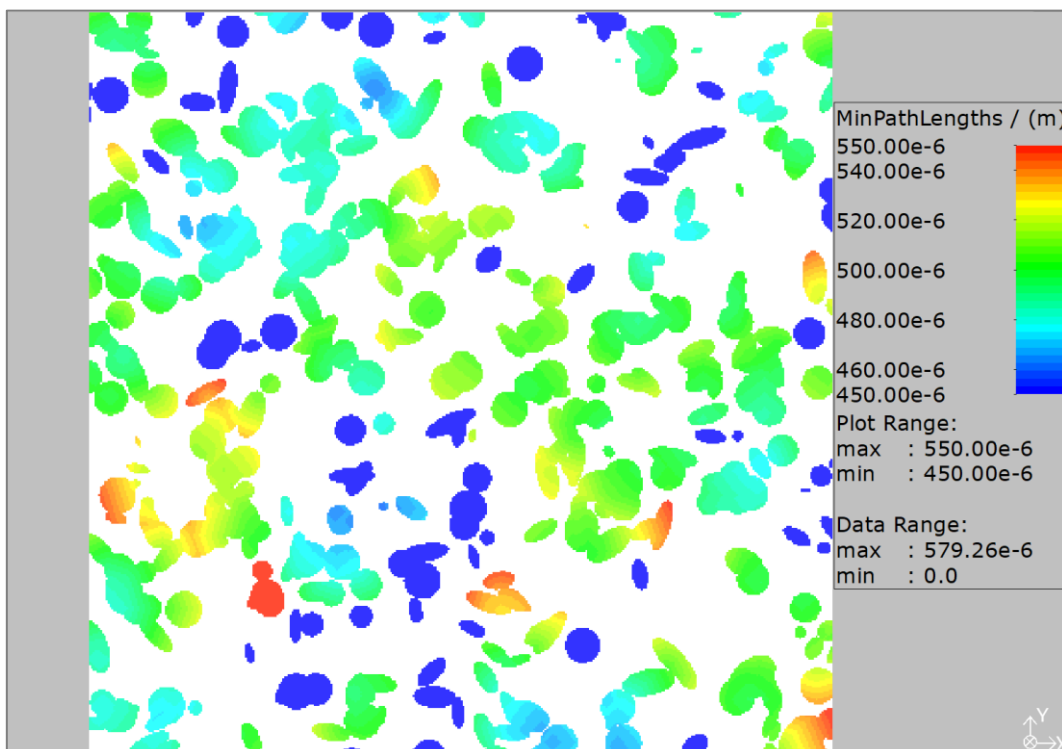 MinPathLengths / (m)
550.00e-6
540.00e-6
520.00e-6
500.00e-6
480.00e-6
460.00e-6
450.00e-6
Plot Range:
max : 550.00e-6
min : 450.00e-6
Data Range:
max : 579.26e-6
min : 0.0
Y